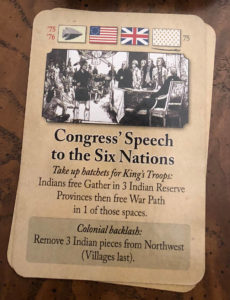 '75
'76
75
Congress' Speech
to the Six Nations
Take up hatchets for King's Troops:
Indians free Gather in 3 Indian Reserve
Provinces then free War Path
in 1 of those spaces.
Colonial backlash:
Remove 3 Indian pieces from Northwest
(Villages last).